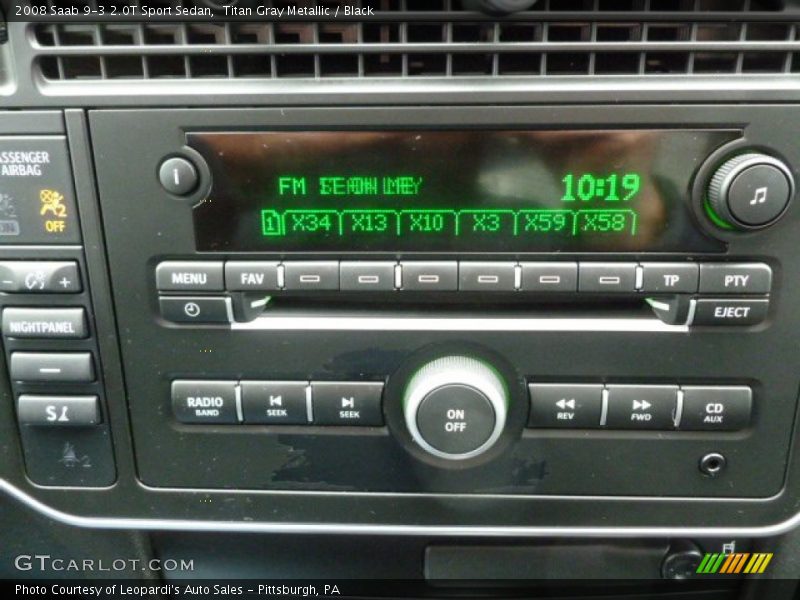 2008 Saab 9-3 2.0T Sport Sedan, Titan Gray Metallic / Black
PASSENGER
AIRBAG
2
OFF
i
FM
10:19
1 X34 X13 X10 X3 X59 X58
MENU FAV TP PTY
- +
EJECT
NIGHTPANEL
RADIO
BAND
SEEK
SEEK
ON
OFF
REV
FWD
CD
AUX
GTCARLOT.COM
Photo Courtesy of Leopardi's Auto Sales - Pittsburgh, PA